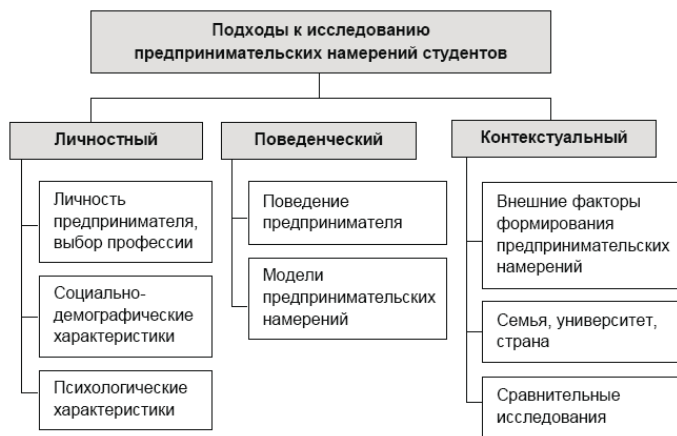 Подходы к исследованию
предпринимательских намерений студентов
Личностный
Личность
предпринимателя,
выбор профессии
Социально-
демографические
характеристики
Психологические
характеристики
Поведенческий
Поведение
предпринимателя
Модели
предпринимательских
намерений
Контекстуальный
Внешние факторы
формирования
предпринимательских
намерений
Семья, университет,
страна
Сравнительные
исследования